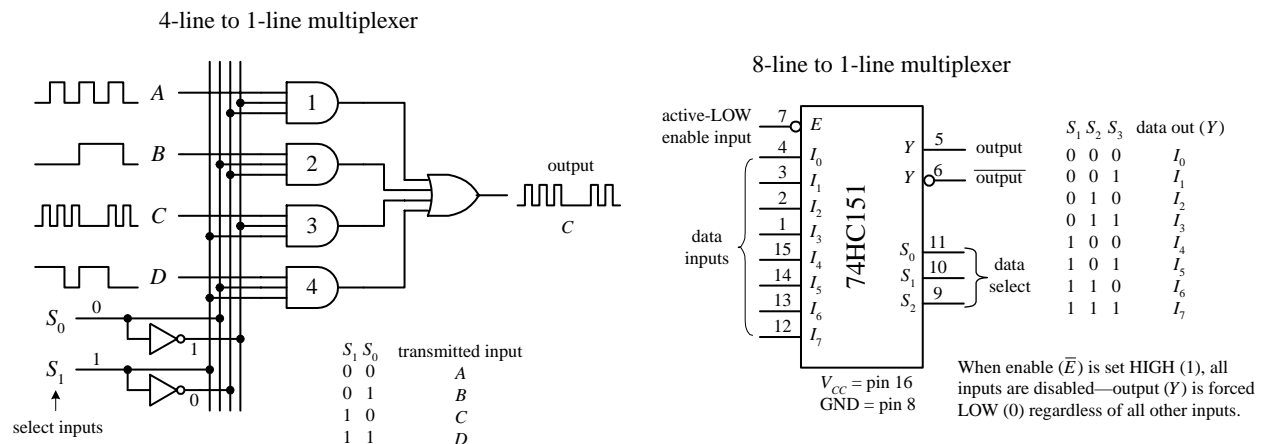 4-line to 1-line multiplexer
A
1
B
2
output
C
3
C
D
4
0
S0
1
1
S1
0
select inputs
S1 S0 transmitted input
0 0 A
0 1 B
1 0 C
1 1 D
8-line to 1-line multiplexer
active-LOW
enable input
7 E
4 I0
3 I1
2 I2
1 I3
15 I4
14 I5
13 I6
12 I7
data
inputs
74HC151
Y 5 output
Y 6 output
S0 11
S1 10
S2 9
data
select
VCC = pin 16
GND = pin 8
S1 S2 S3 data out (Y)
0 0 0 I0
0 0 1 I1
0 1 0 I2
0 1 1 I3
1 0 0 I4
1 0 1 I5
1 1 0 I6
1 1 1 I7
When enable (E̅) is set HIGH (1), all
inputs are disabled—output (Y) is forced
LOW (0) regardless of all other inputs.